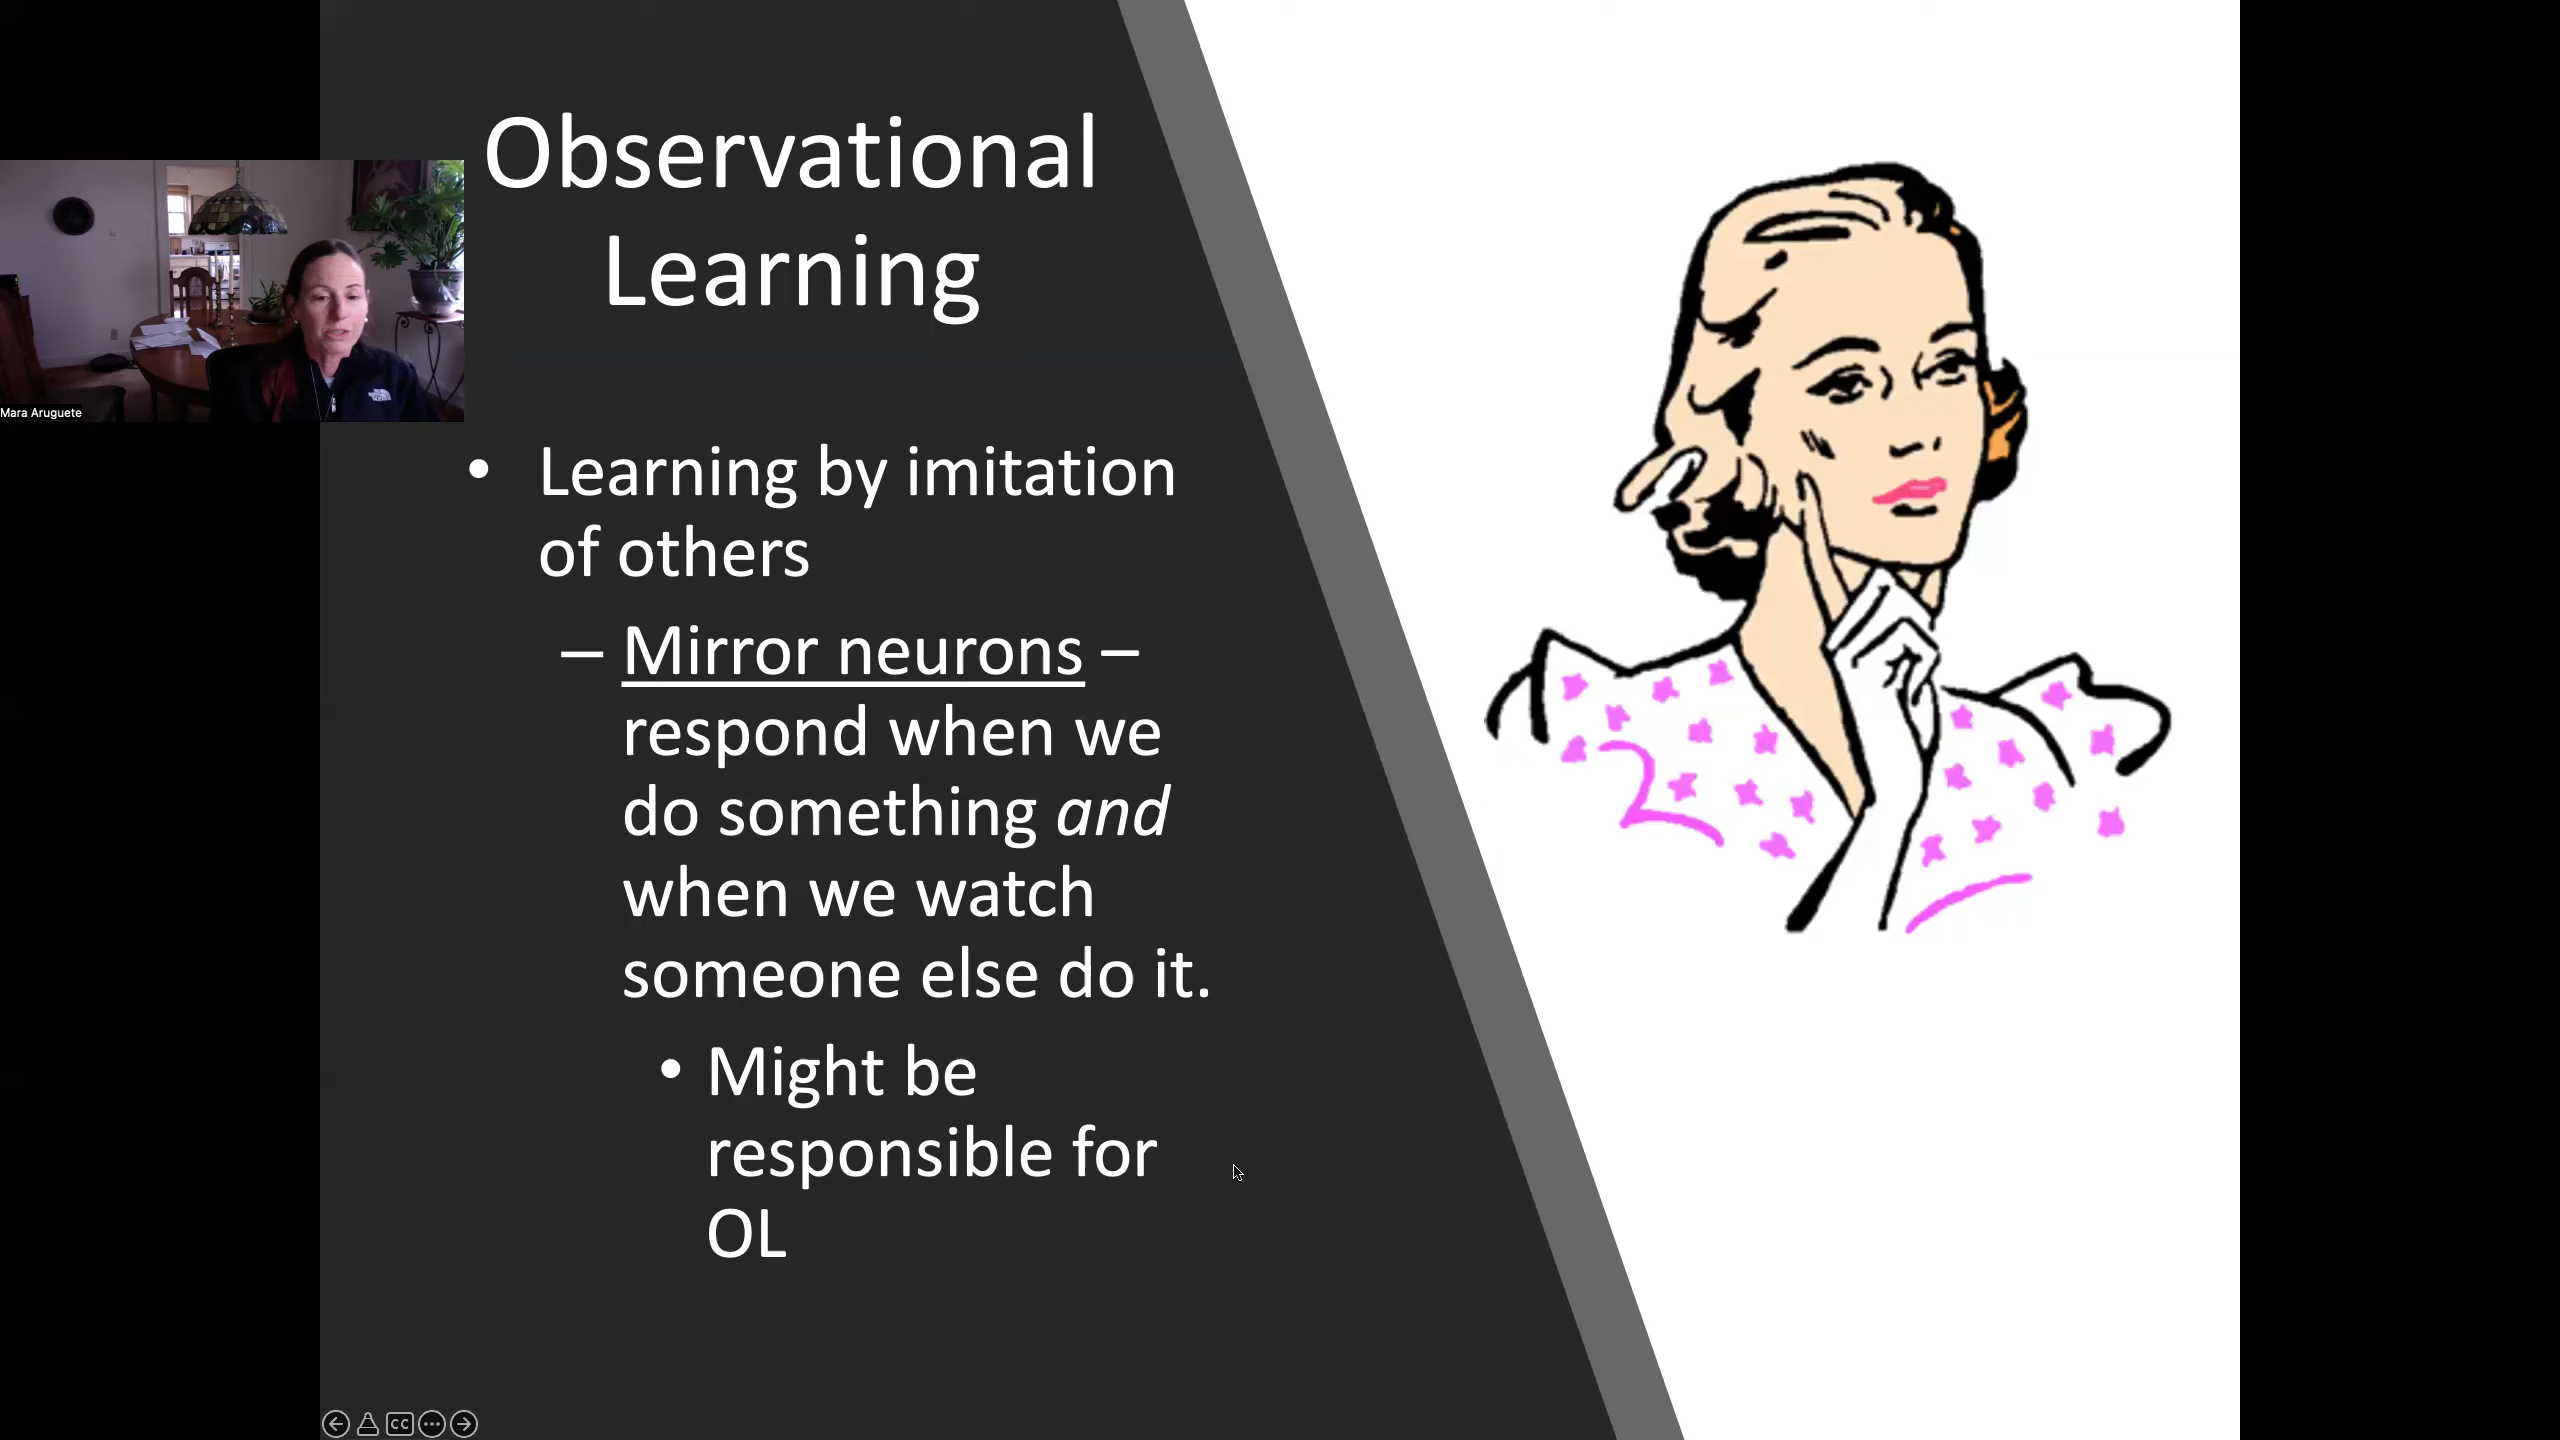 Observational
Learning
Mara Aruguete
• Learning by imitation
of others
– Mirror neurons –
respond when we
do something and
when we watch
someone else do it.
• Might be
responsible for
OL
CC